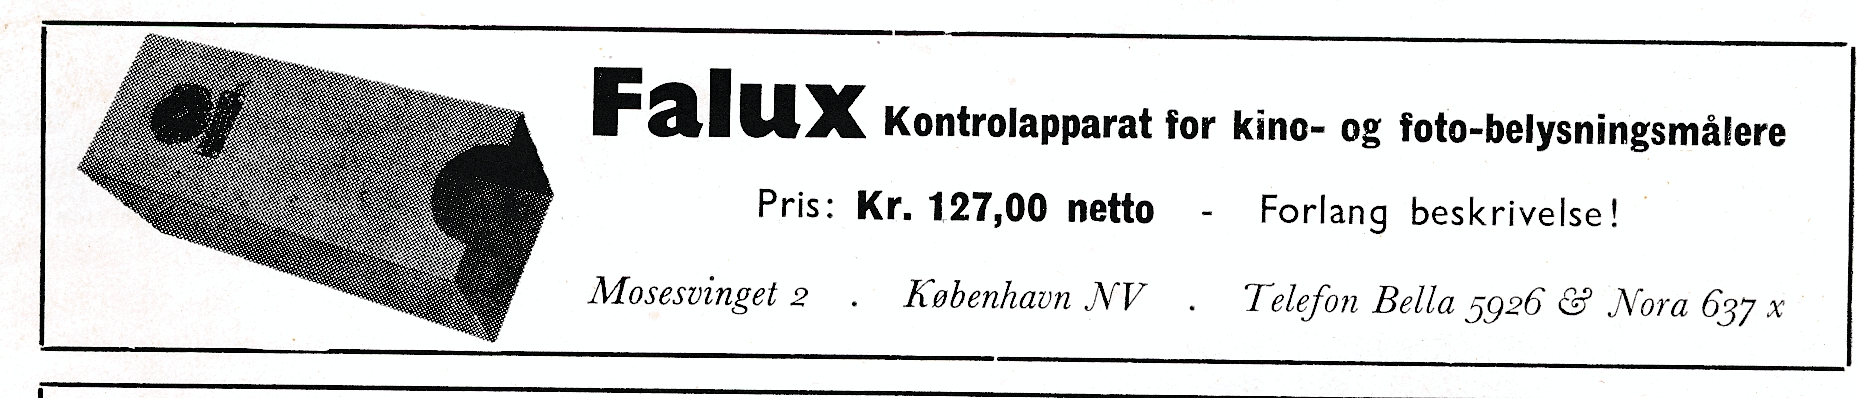 Falux Kontrolapparat for kino- og foto-belysningsmålere
Pris: Kr. 127,00 netto - Forlang beskrivelse!
Mosesvinget 2 . København NV . Telefon Bella 5926 & Nora 637 x